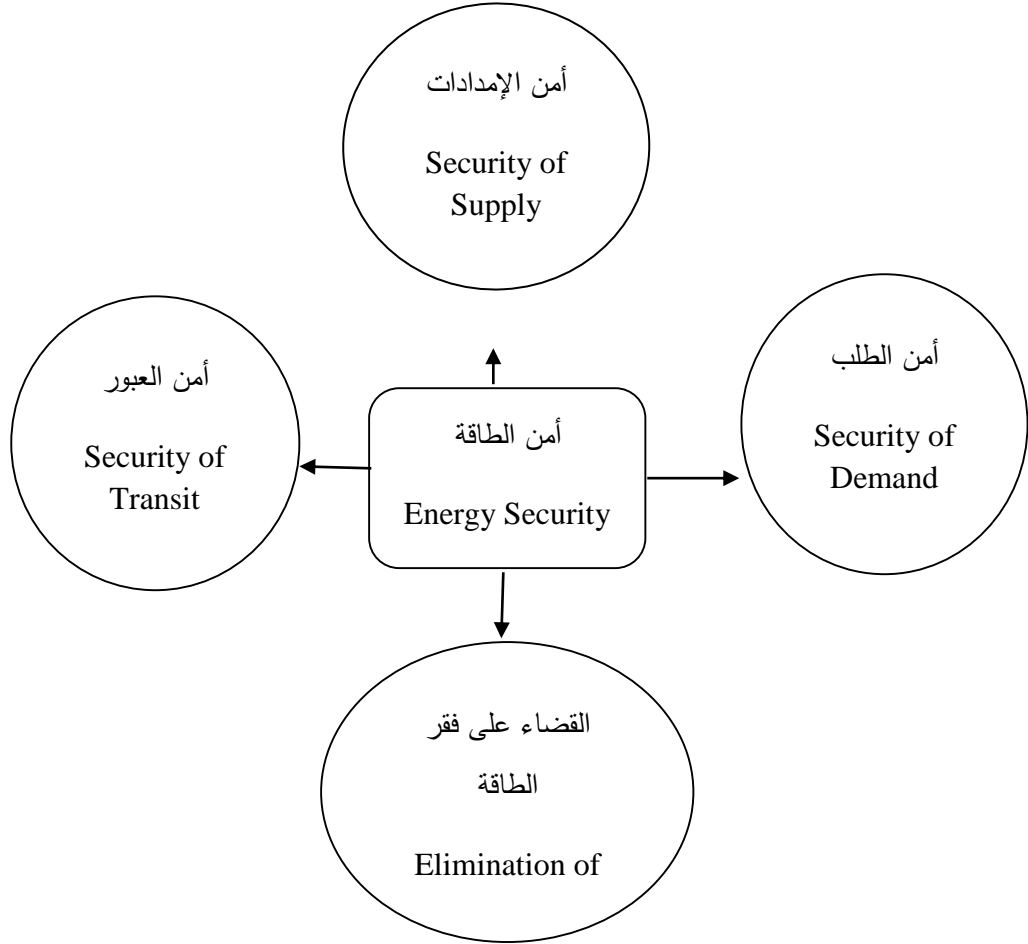 أمن الإمدادات
Security of
Supply
أمن العبور
Security of
Transit
أمن الطاقة
Energy Security
أمن الطلب
Security of
Demand
القضاء على فقر
الطاقة
Elimination of